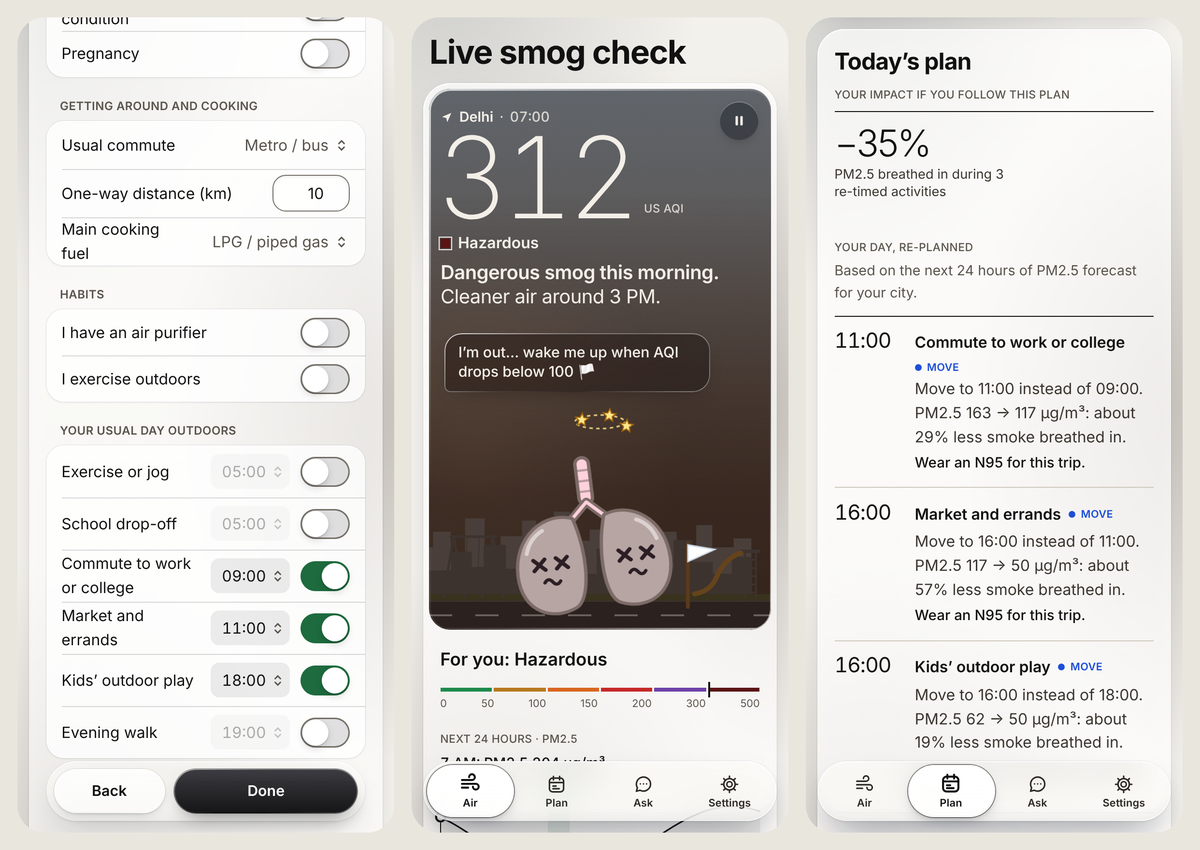 condition
Pregnancy
GETTING AROUND AND COOKING
Usual commute Metro / bus
One-way distance (km) 10
Main cooking
fuel LPG / piped gas
HABITS
I have an air purifier
I exercise outdoors
YOUR USUAL DAY OUTDOORS
Exercise or jog 05:00
School drop-off 05:00
Commute to work
or college 09:00
Market and
errands 11:00
Kids’ outdoor play 18:00
Evening walk 19:00
Back Done
Live smog check
Delhi · 07:00
312 US AQI
Hazardous
Dangerous smog this morning.
Cleaner air around 3 PM.
I’m out... wake me up when AQI
drops below 100
For you: Hazardous
0 50 100 150 200 300 500
NEXT 24 HOURS · PM2.5
7 AM: PM2.5 204 µg/m³
Air Plan Ask Settings
Today’s plan
YOUR IMPACT IF YOU FOLLOW THIS PLAN
−35%
PM2.5 breathed in during 3
re-timed activities
YOUR DAY, RE-PLANNED
Based on the next 24 hours of PM2.5 forecast
for your city.
11:00 Commute to work or college
MOVE
Move to 11:00 instead of 09:00.
PM2.5 163 → 117 µg/m³: about
29% less smoke breathed in.
Wear an N95 for this trip.
16:00 Market and errands MOVE
Move to 16:00 instead of 11:00.
PM2.5 117 → 50 µg/m³: about
57% less smoke breathed in.
Wear an N95 for this trip.
16:00 Kids’ outdoor play MOVE
Move to 16:00 instead of 18:00.
PM2.5 62 → 50 µg/m³: about
19% less smoke breathed in.
Air Plan Ask Settings